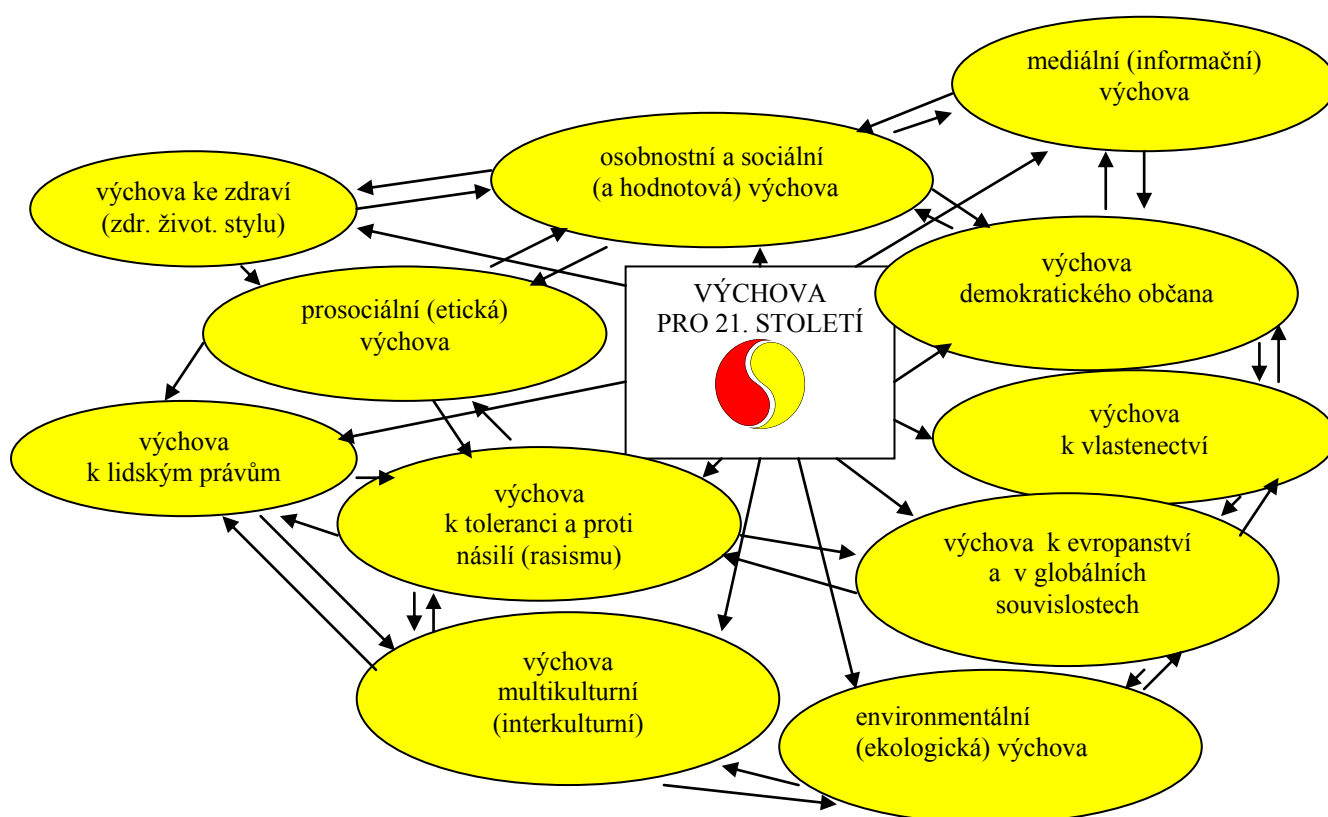 mediální (informační)
výchova
osobnostní a sociální
(a hodnotová) výchova
výchova ke zdraví
(zdr. život. stylu)
výchova
demokratického občana
VÝCHOVA
PRO 21. STOLETÍ
prosociální (etická)
výchova
výchova
k vlastenectví
výchova
k lidským právům
výchova
k toleranci a proti
násilí (rasismu)
výchova k evropanství
a v globálních
souvislostech
výchova
multikulturní
(interkulturní)
environmentální
(ekologická) výchova